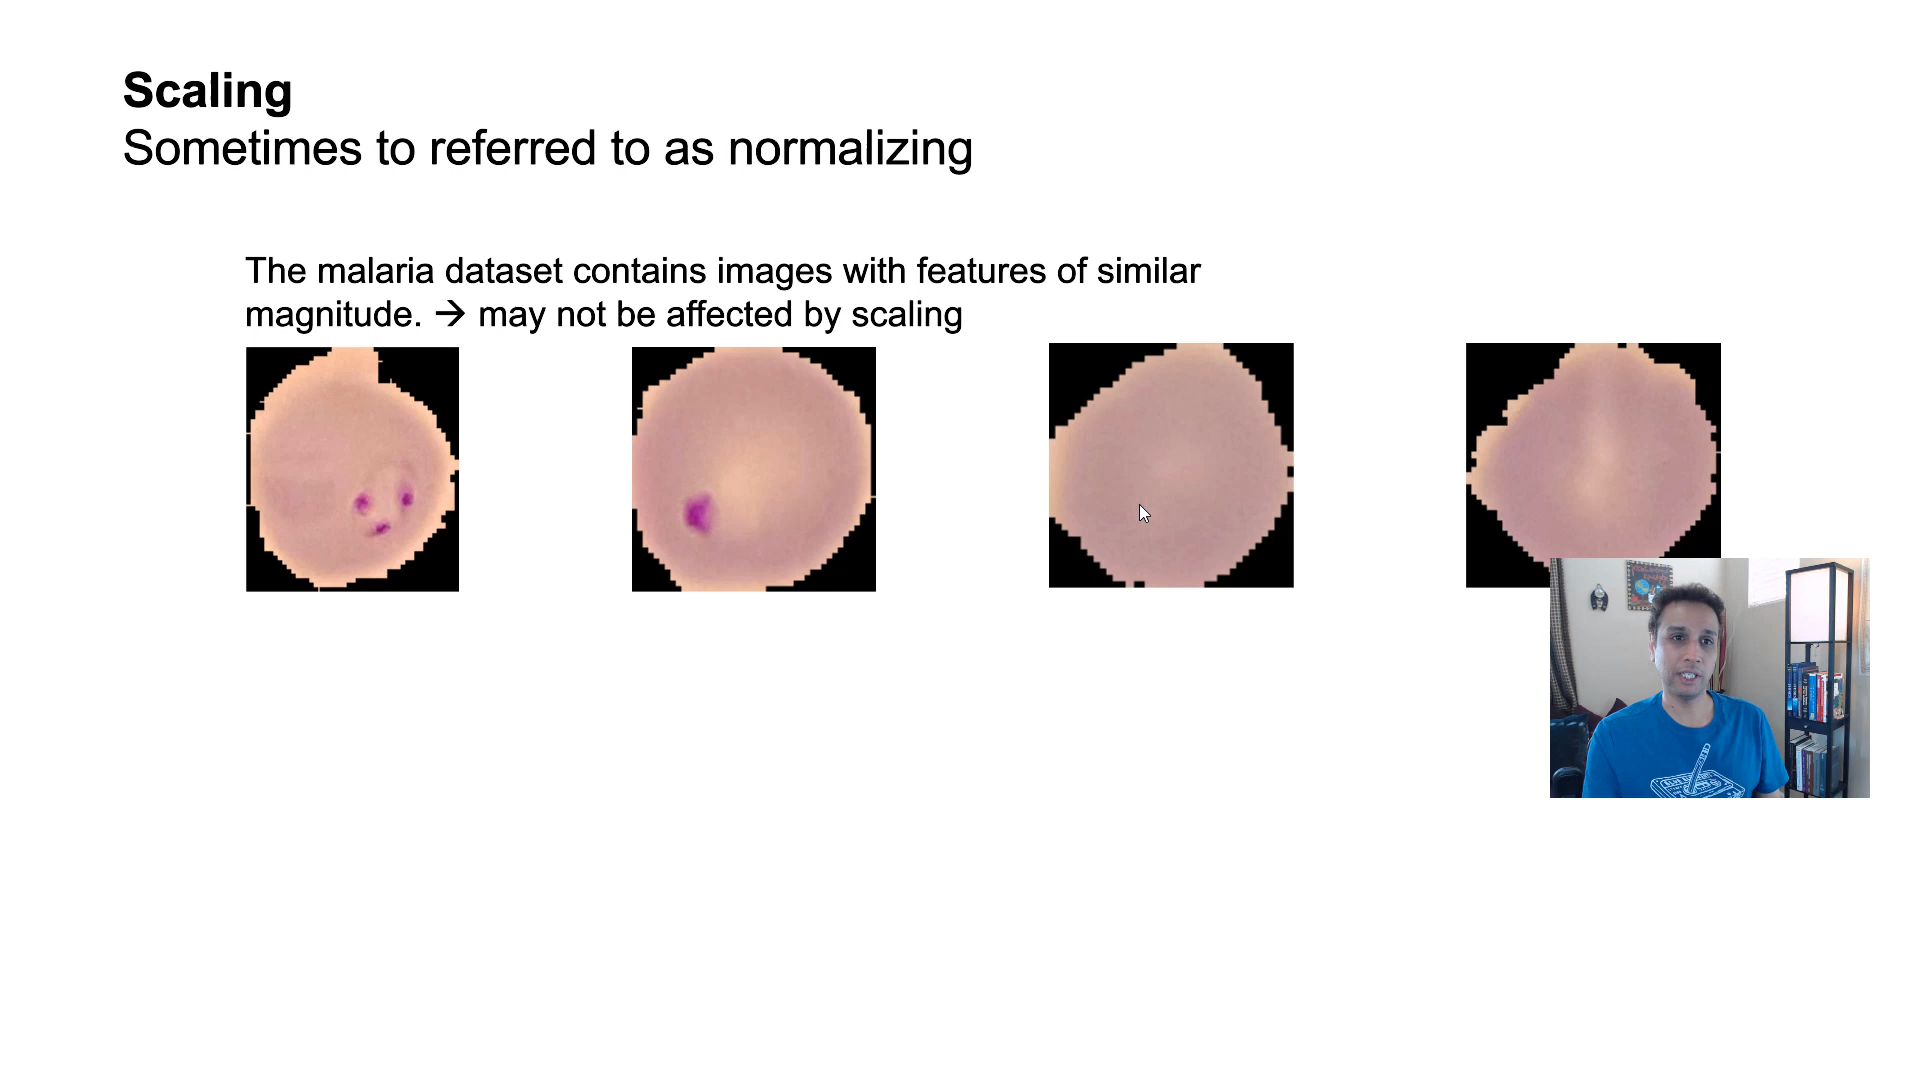 Scaling
Sometimes to referred to as normalizing
The malaria dataset contains images with features of similar
magnitude. → may not be affected by scaling